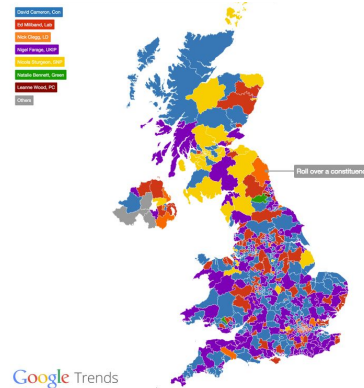 David Cameron, Con
Ed Miliband, Lab
Nick Clegg, LD
Nigel Farage, UKIP
Nicola Sturgeon, SNP
Natalie Bennett, Green
Leanne Wood, PC
Others
Roll over a constituenc
Google Trends